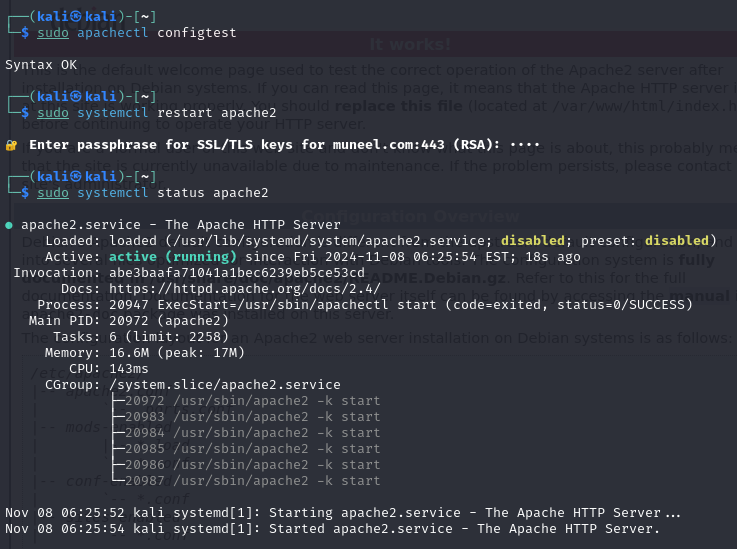 ┌──(kali㉿kali)-[~]
└─$ sudo apachectl configtest
Syntax OK
┌──(kali㉿kali)-[~]
└─$ sudo systemctl restart apache2
🔐 Enter passphrase for SSL/TLS keys for muneel.com:443 (RSA): ····
┌──(kali㉿kali)-[~]
└─$ sudo systemctl status apache2
● apache2.service - The Apache HTTP Server
Loaded: loaded (/usr/lib/systemd/system/apache2.service; disabled; preset: disabled)
Active: active (running) since Fri 2024-11-08 06:25:54 EST; 18s ago
Invocation: abe3baafa71041a1bec6239eb5ce53cd
Docs: https://httpd.apache.org/docs/2.4/
Process: 20941 ExecStart=/usr/sbin/apachectl start (code=exited, status=0/SUCCESS)
Main PID: 20972 (apache2)
Tasks: 6 (limit: 2258)
Memory: 16.6M (peak: 17M)
CPU: 143ms
CGroup: /system.slice/apache2.service
├─20972 /usr/sbin/apache2 -k start
├─20983 /usr/sbin/apache2 -k start
├─20984 /usr/sbin/apache2 -k start
├─20985 /usr/sbin/apache2 -k start
├─20986 /usr/sbin/apache2 -k start
└─20987 /usr/sbin/apache2 -k start
Nov 08 06:25:52 kali systemd[1]: Starting apache2.service - The Apache HTTP Server...
Nov 08 06:25:54 kali systemd[1]: Started apache2.service - The Apache HTTP Server.
It works!
Configuration Overview